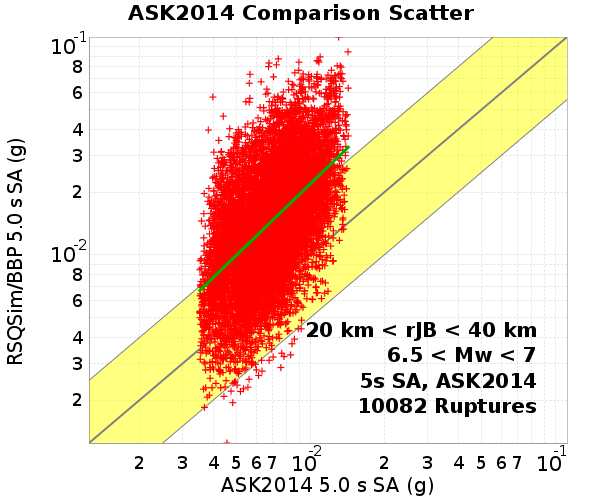 ASK2014 Comparison Scatter
RSQSim/BBP 5.0 s SA (g)
10⁻¹
8
6
4
3
2
10⁻²
8
6
4
3
2
20 km < rJB < 40 km
6.5 < Mw < 7
5s SA, ASK2014
10082 Ruptures
2 3 4 5 6 7 10⁻² 2 3 4 5 6 7 10⁻¹
ASK2014 5.0 s SA (g)